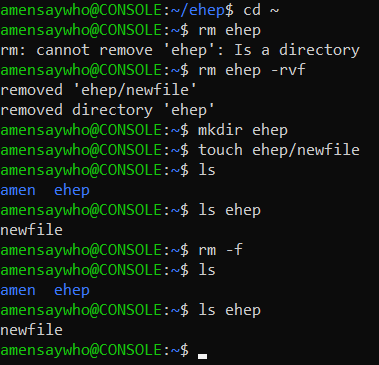 amensaywho@CONSOLE:~/ehep$ cd ~
amensaywho@CONSOLE:~$ rm ehep
rm: cannot remove 'ehep': Is a directory
amensaywho@CONSOLE:~$ rm ehep -rvf
removed 'ehep/newfile'
removed directory 'ehep'
amensaywho@CONSOLE:~$ mkdir ehep
amensaywho@CONSOLE:~$ touch ehep/newfile
amensaywho@CONSOLE:~$ ls
amen  ehep
amensaywho@CONSOLE:~$ ls ehep
newfile
amensaywho@CONSOLE:~$ rm -f
amensaywho@CONSOLE:~$ ls
amen  ehep
amensaywho@CONSOLE:~$ ls ehep
newfile
amensaywho@CONSOLE:~$